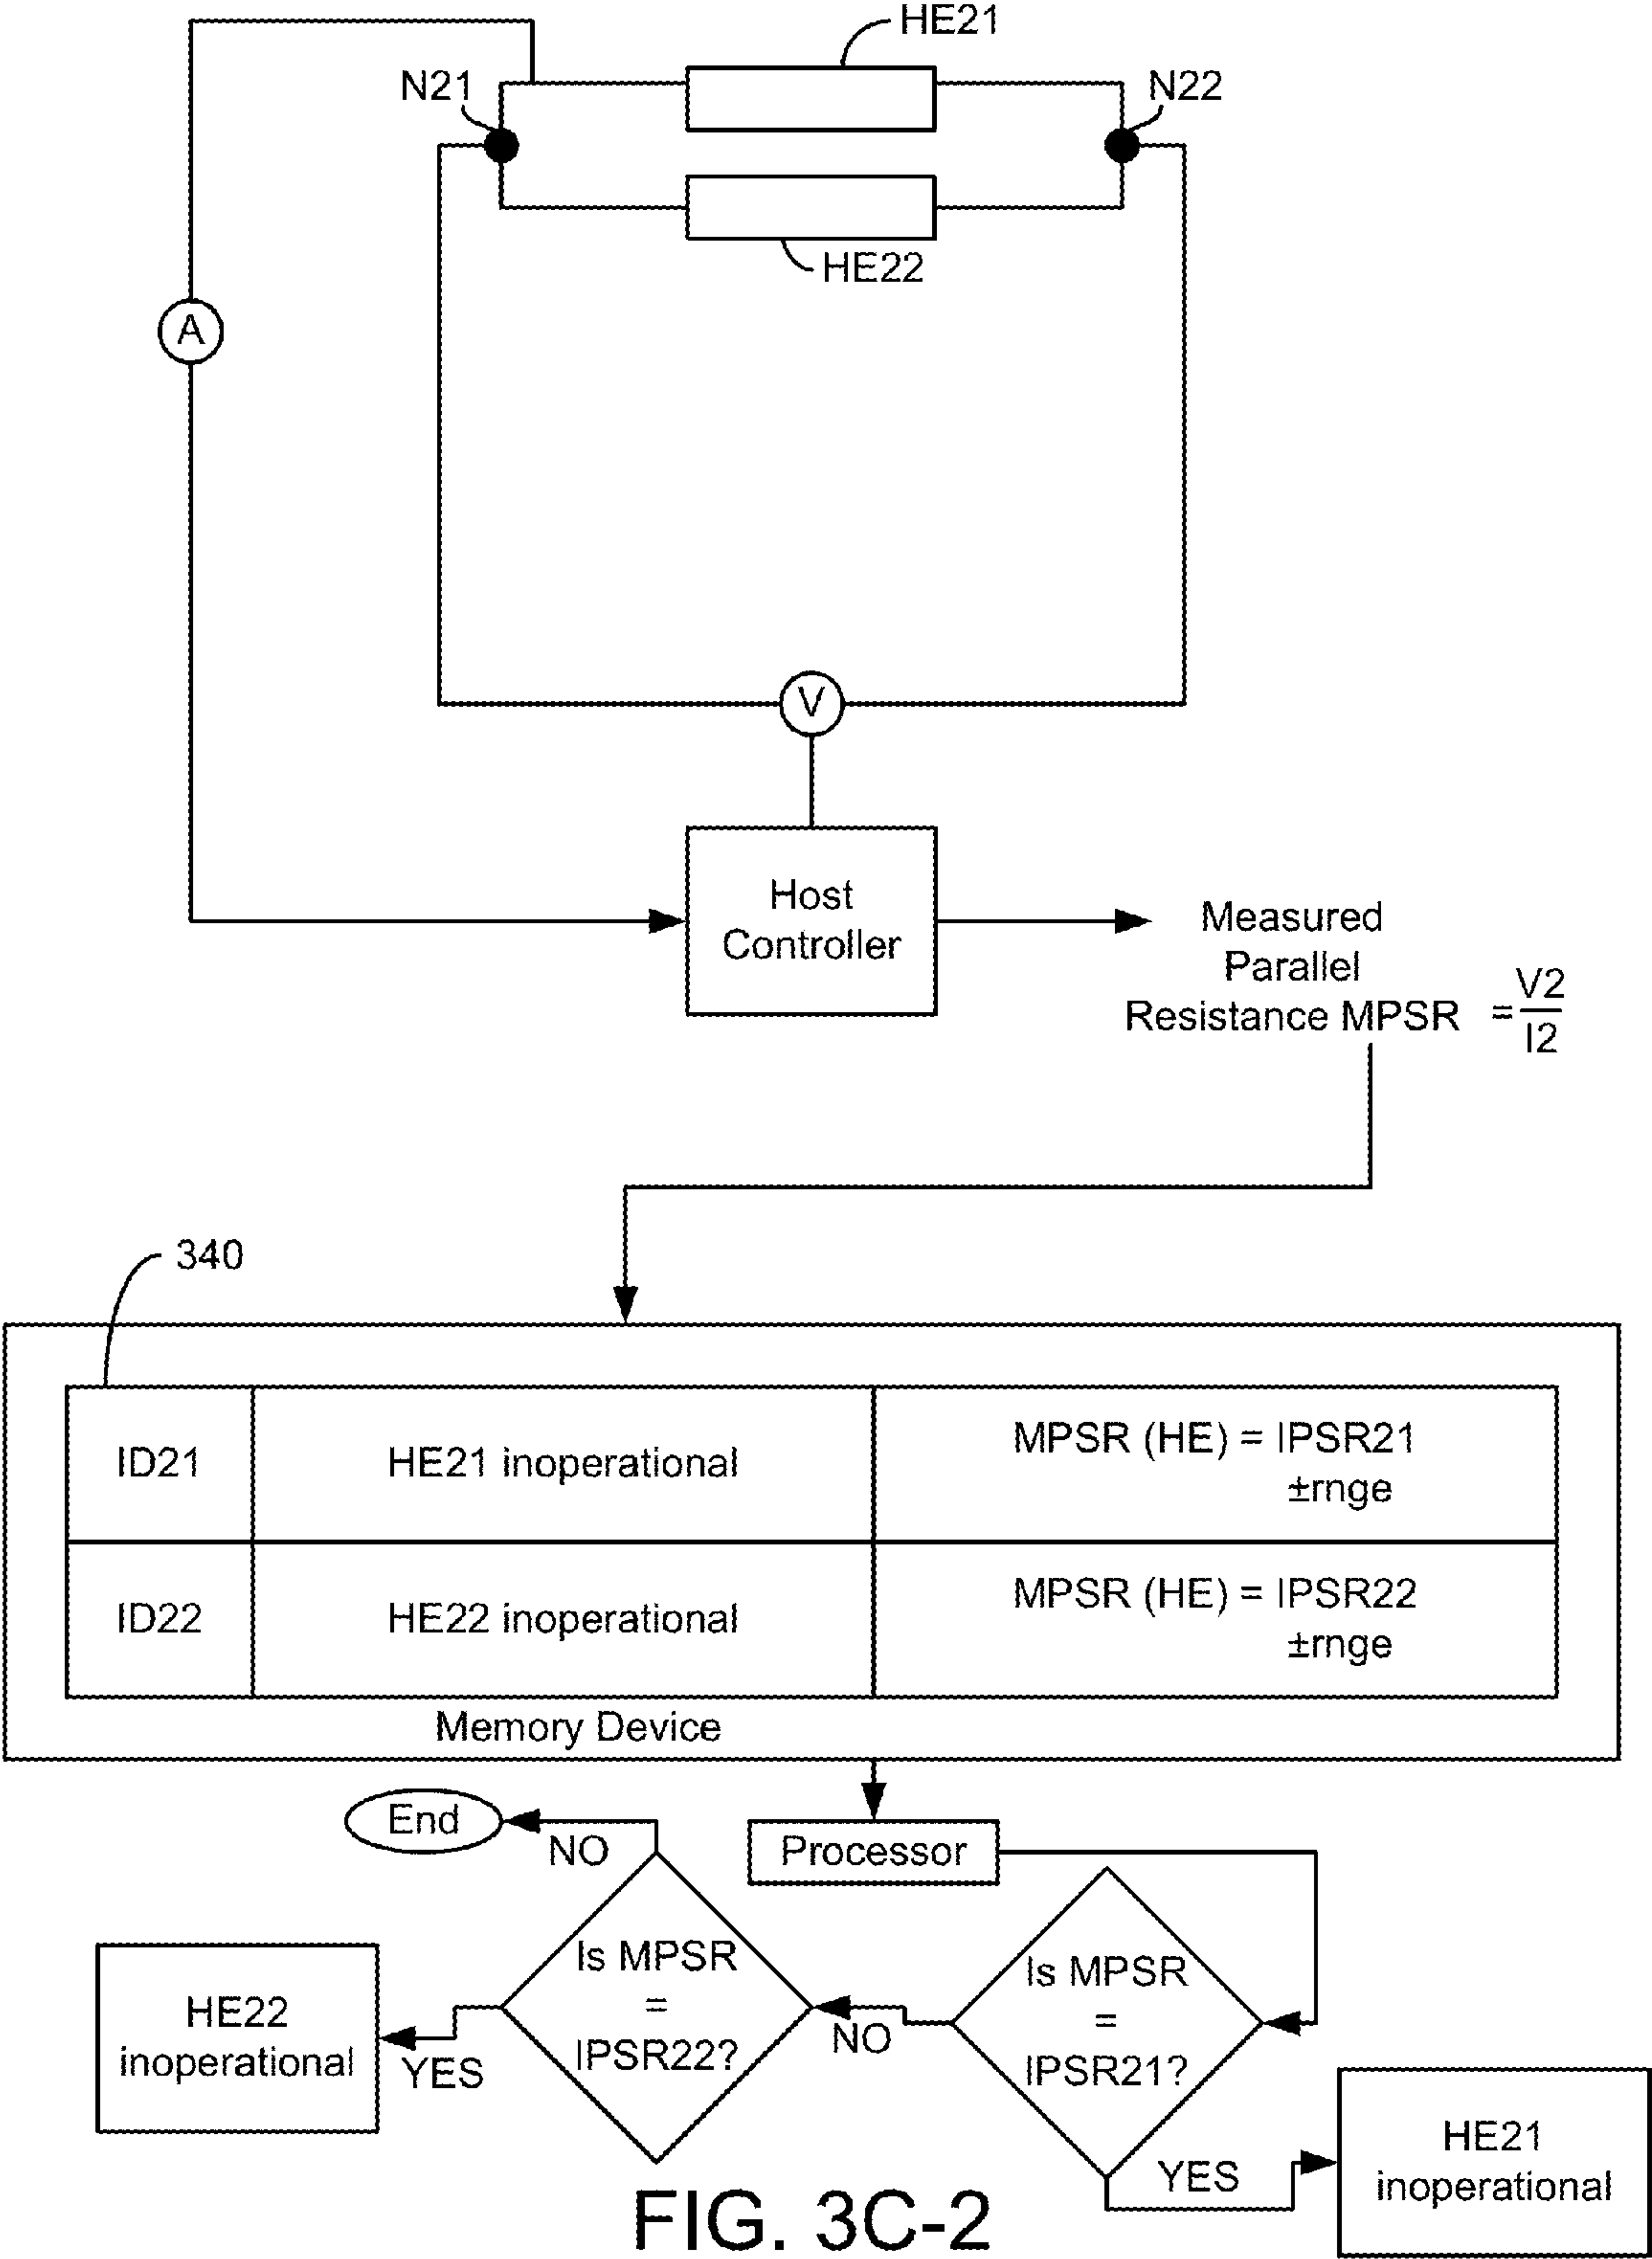 HE21
N21
N22
HE22
A
V
Host
Controller
Measured
Parallel
Resistance MPSR = V2
I2
340
ID21 HE21 inoperational MPSR (HE) = IPSR21
±rnge
ID22 HE22 inoperational MPSR (HE) = IPSR22
±rnge
Memory Device
End
NO
Processor
Is MPSR
=
IPSR22?
Is MPSR
=
IPSR21?
NO
HE22
inoperational
YES
YES
HE21
inoperational
FIG. 3C-2